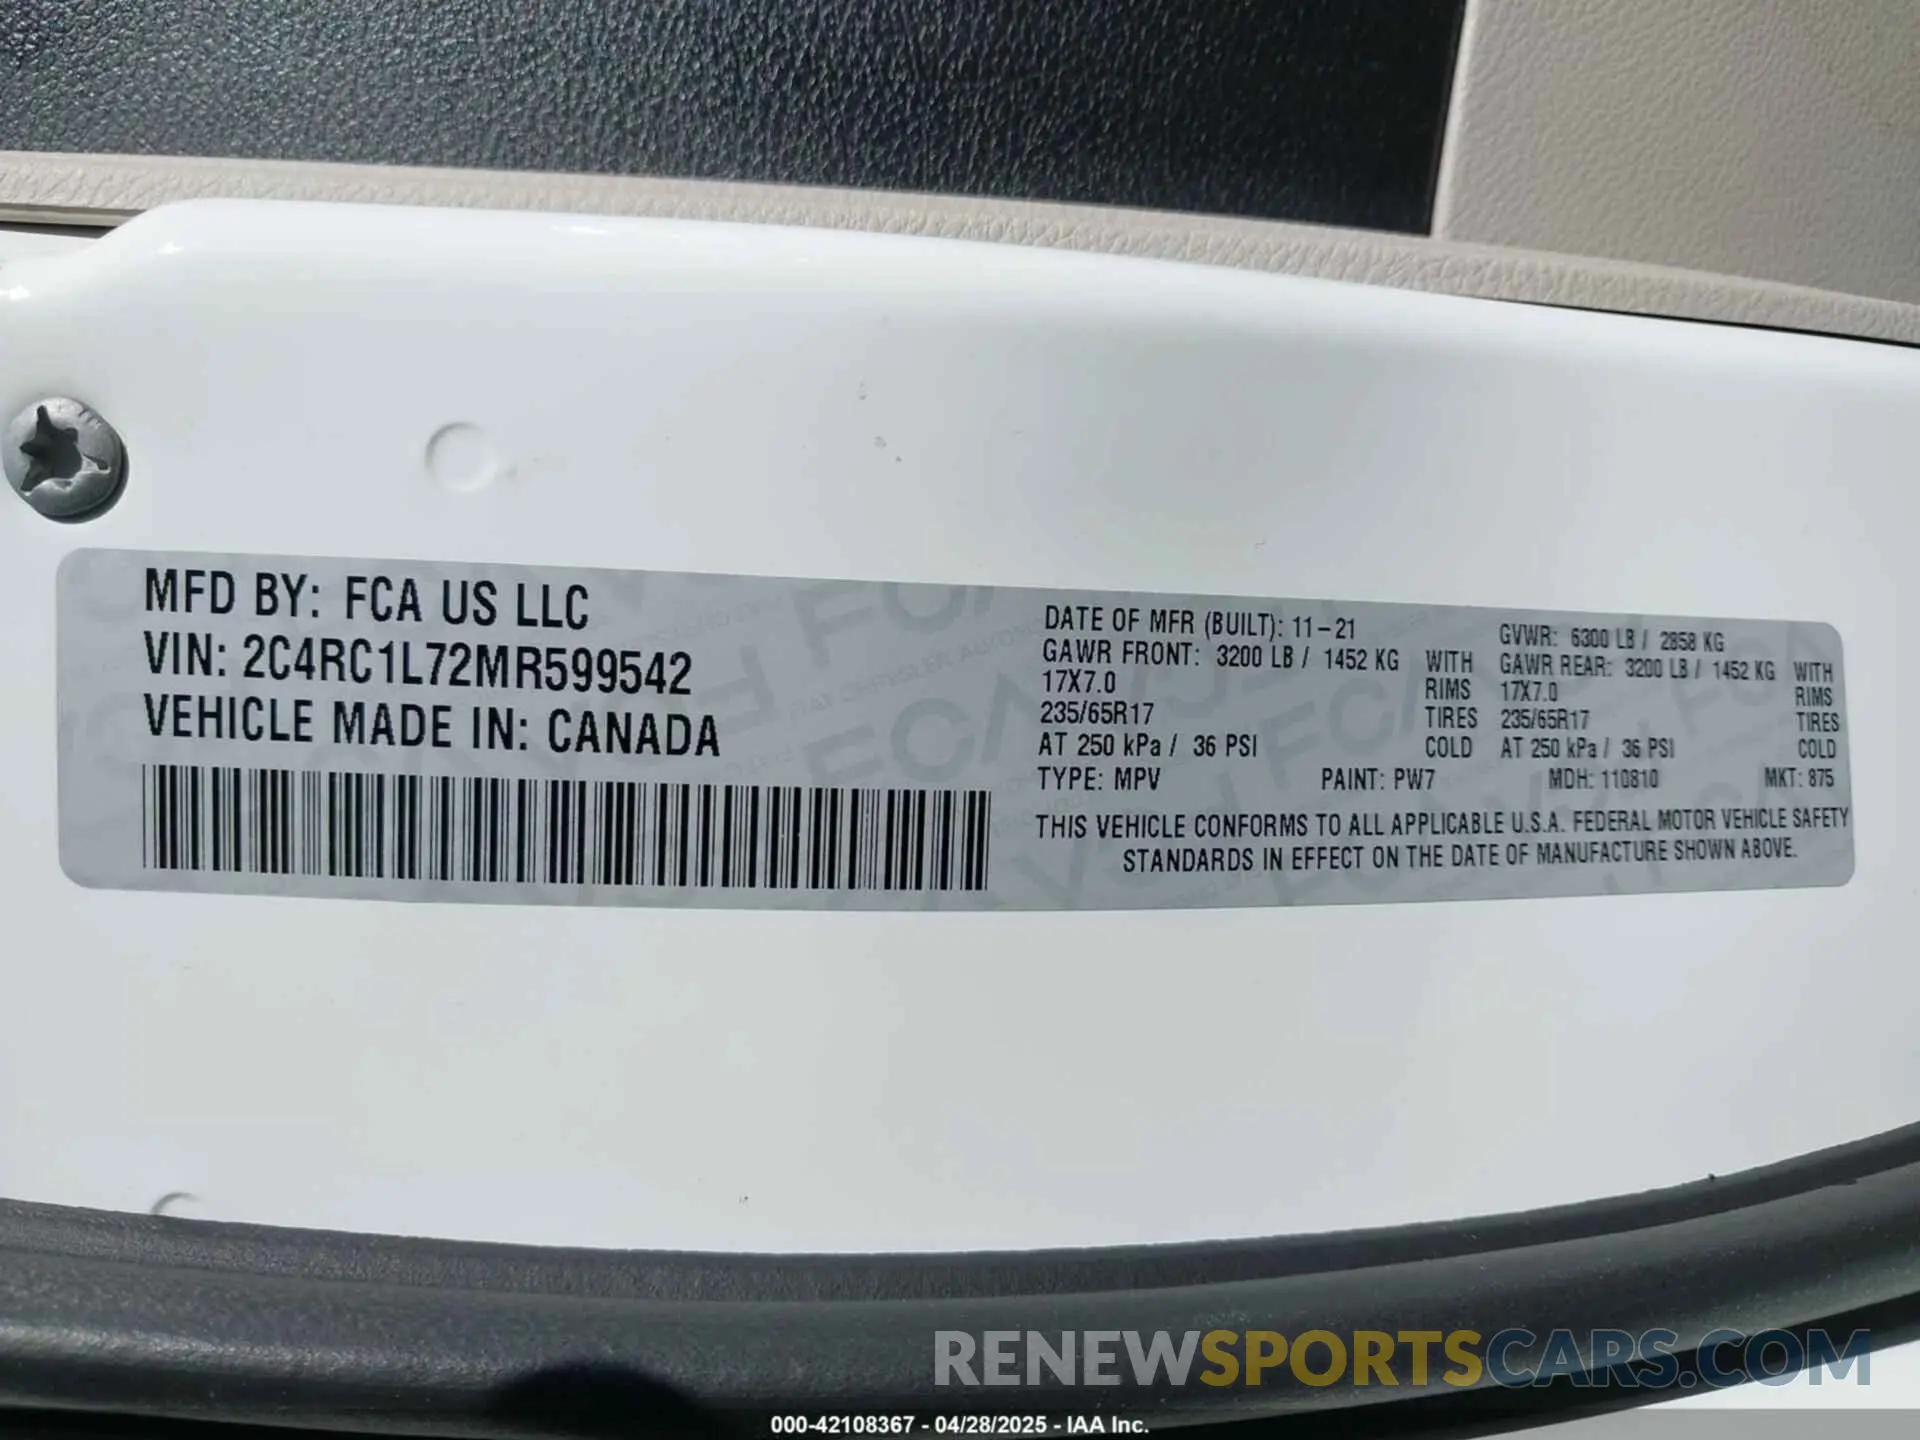 MFD BY: FCA US LLC
VIN: 2C4RC1L72MR599542
VEHICLE MADE IN: CANADA
DATE OF MFR (BUILT): 11-21
GVWR: 6300 LB / 2858 KG
GAWR FRONT: 3200 LB / 1452 KG WITH
17X7.0 RIMS
235/65R17 TIRES
AT 250 kPa / 36 PSI COLD
GAWR REAR: 3200 LB / 1452 KG WITH
17X7.0 RIMS
235/65R17 TIRES
AT 250 kPa / 36 PSI COLD
TYPE: MPV PAINT: PW7 MDH: 110810 MKT: 875
THIS VEHICLE CONFORMS TO ALL APPLICABLE U.S.A. FEDERAL MOTOR VEHICLE SAFETY
STANDARDS IN EFFECT ON THE DATE OF MANUFACTURE SHOWN ABOVE.
RENEWSPORTSCARS.COM
000-42108367 - 04/28/2025 - IAA Inc.